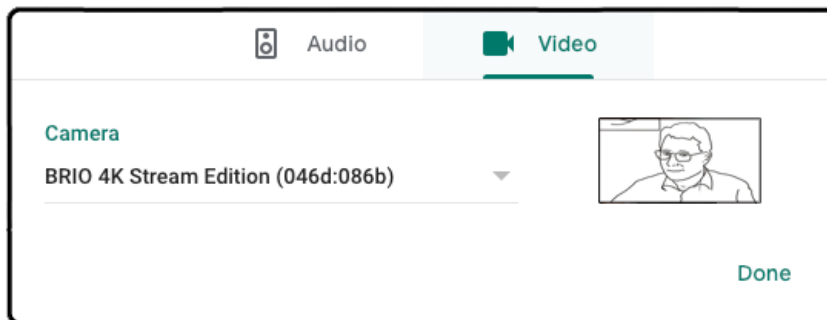 Audio
Video
Camera
BRIO 4K Stream Edition (046d:086b)
Done